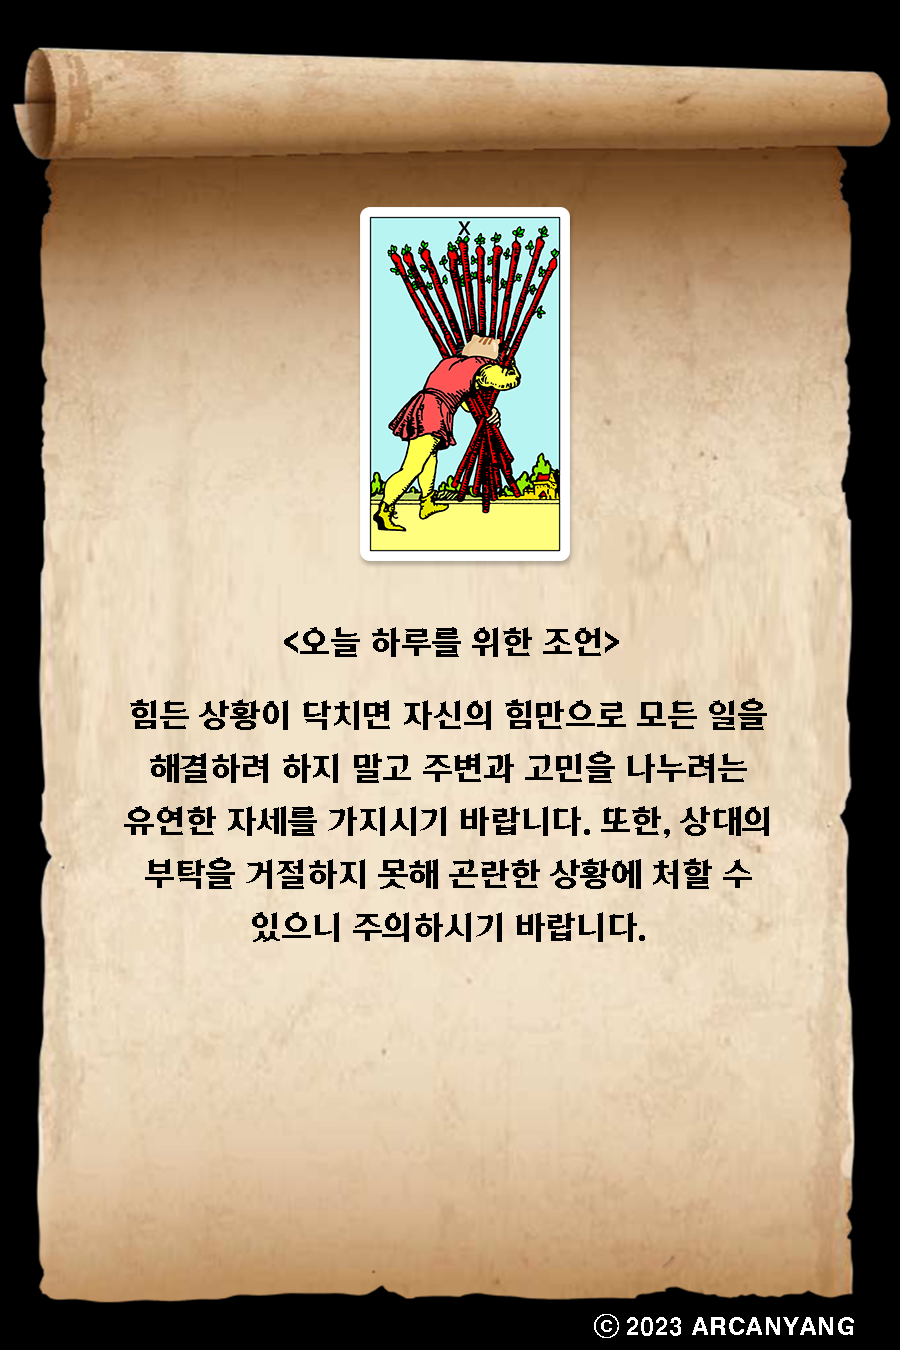 X
<오늘 하루를 위한 조언>
힘든 상황이 닥치면 자신의 힘만으로 모든 일을
해결하려 하지 말고 주변과 고민을 나누려는
유연한 자세를 가지시기 바랍니다. 또한, 상대의
부탁을 거절하지 못해 곤란한 상황에 처할 수
있으니 주의하시기 바랍니다.
ⓒ 2023 ARCANYANG